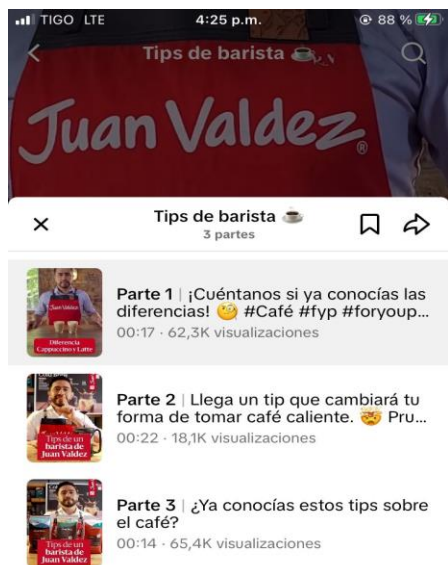 TIGO LTE 4:25 p.m. 88 %
Tips de barista ☕
Juan Valdez®
Tips de barista ☕
3 partes
Parte 1 | ¡Cuéntanos si ya conocías las
diferencias! 🧐 #Café #fyp #foryoup...
00:17 · 62,3K visualizaciones
Diferencia
Cappuccino y Latte
Parte 2 | Llega un tip que cambiará tu
forma de tomar café caliente. 🤯 Pru...
00:22 · 18,1K visualizaciones
Tips de un
barista de
Juan Valdez
Parte 3 | ¿Ya conocías estos tips sobre
el café?
00:14 · 65,4K visualizaciones
Tips de un
barista de
Juan Valdez